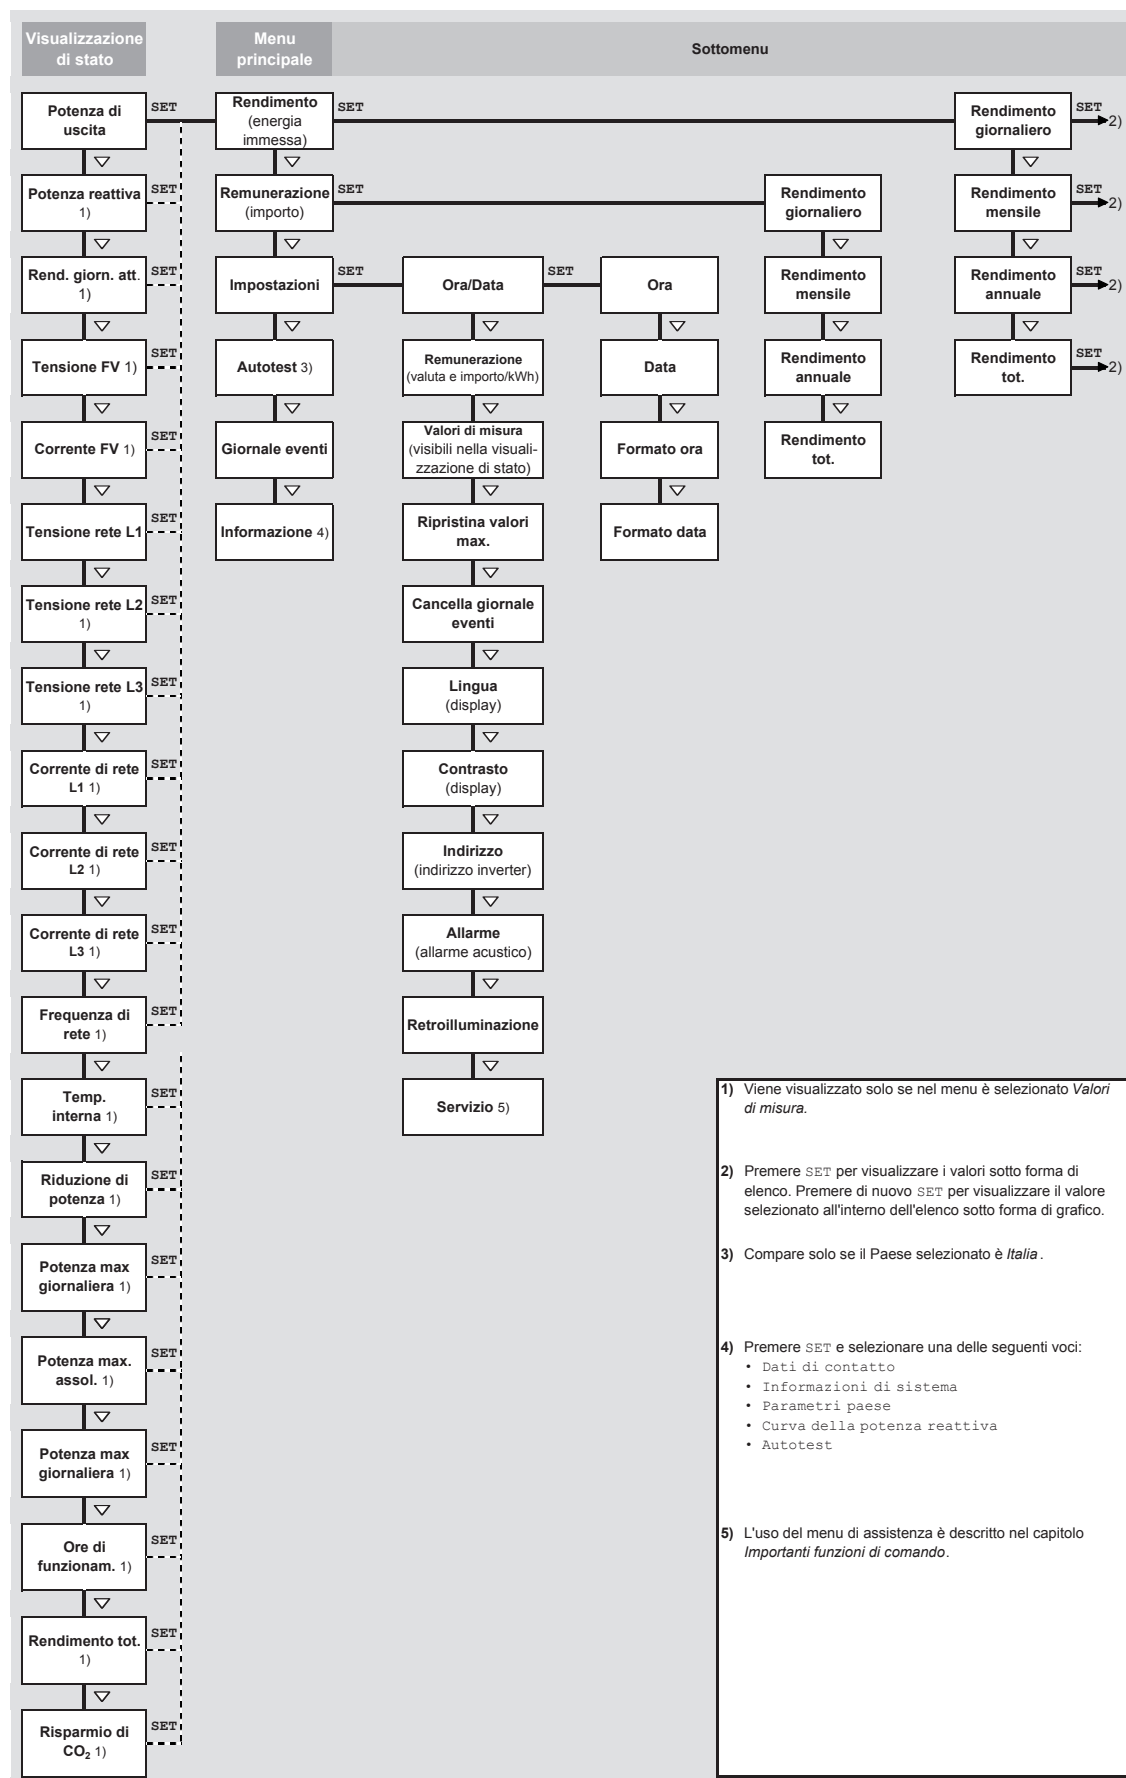 Visualizzazione
di stato
Menu
principale
Sottomenu
Potenza di
uscita
SET
Rendimento
(energia
immessa)
SET
Rendimento
giornaliero
SET
2)
Potenza reattiva
1)
SET
Remunerazione
(importo)
SET
Rendimento
giornaliero
Rendimento
mensile
SET
2)
Rend. giorn. att.
1)
SET
Impostazioni
SET
Ora/Data
SET
Ora
Rendimento
mensile
Rendimento
annuale
SET
2)
Tensione FV 1)
SET
Autotest 3)
Remunerazione
(valuta e importo/kWh)
Data
Rendimento
annuale
Rendimento
tot.
SET
2)
Corrente FV 1)
SET
Giornale eventi
Valori di misura
(visibili nella visuali-
zzazione di stato)
Formato ora
Rendimento
tot.
Tensione rete L1
SET
Informazione 4)
Ripristina valori
max.
Formato data
Tensione rete L2
1)
SET
Cancella giornale
eventi
Tensione rete L3
1)
SET
Lingua
(display)
Corrente di rete
L1 1)
SET
Contrasto
(display)
Corrente di rete
L2 1)
SET
Indirizzo
(indirizzo inverter)
Corrente di rete
L3 1)
SET
Allarme
(allarme acustico)
Frequenza di
rete 1)
SET
Retroilluminazione
Temp.
interna 1)
SET
Servizio 5)
Riduzione di
potenza 1)
SET
Potenza max
giornaliera 1)
SET
Potenza max.
assol. 1)
SET
Potenza max
giornaliera 1)
SET
Ore di
funzionam. 1)
SET
Rendimento tot.
1)
SET
Risparmio di
CO₂ 1)
SET
1) Viene visualizzato solo se nel menu è selezionato Valori
di misura.
2) Premere SET per visualizzare i valori sotto forma di
elenco. Premere di nuovo SET per visualizzare il valore
selezionato all'interno dell'elenco sotto forma di grafico.
3) Compare solo se il Paese selezionato è Italia.
4) Premere SET e selezionare una delle seguenti voci:
• Dati di contatto
• Informazioni di sistema
• Parametri paese
• Curva della potenza reattiva
• Autotest
5) L'uso del menu di assistenza è descritto nel capitolo
Importanti funzioni di comando.